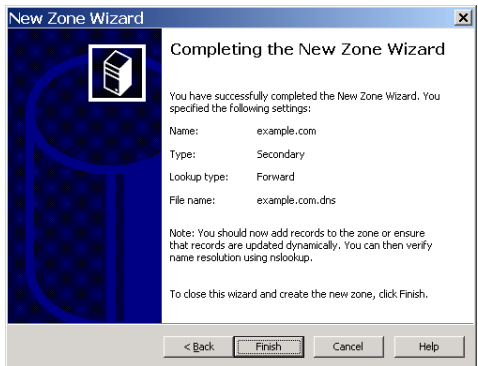 New Zone Wizard
Completing the New Zone Wizard
You have successfully completed the New Zone Wizard. You
specified the following settings:
Name: example.com
Type: Secondary
Lookup type: Forward
File name: example.com.dns
Note: You should now add records to the zone or ensure
that records are updated dynamically. You can then verify
name resolution using nslookup.
To close this wizard and create the new zone, click Finish.
< Back Finish Cancel Help